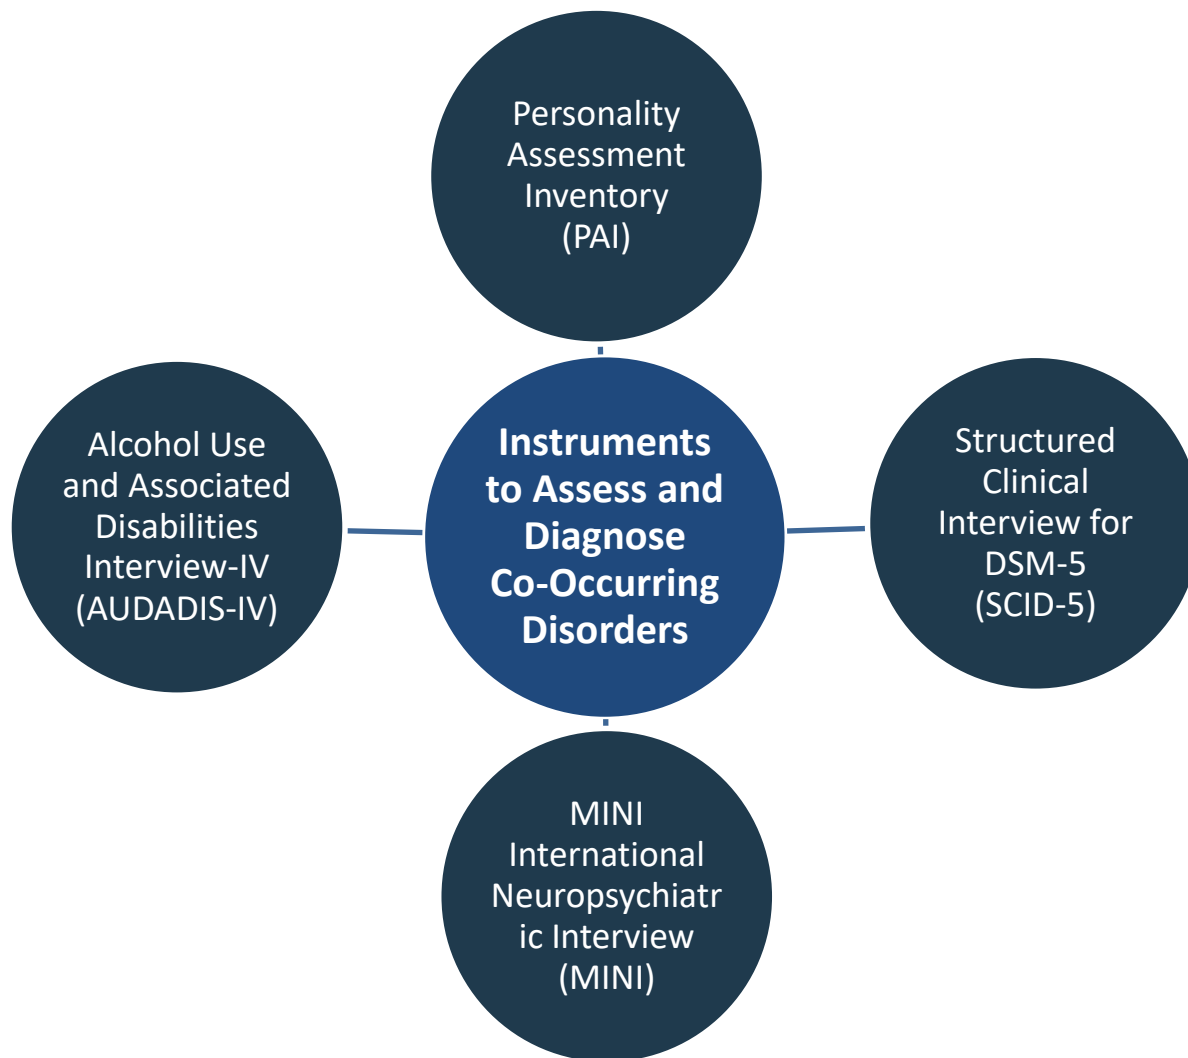 Personality
Assessment
Inventory
(PAI)
Alcohol Use
and Associated
Disabilities
Interview-IV
(AUDADIS-IV)
Instruments
to Assess and
Diagnose
Co-Occurring
Disorders
Structured
Clinical
Interview for
DSM-5
(SCID-5)
MINI
International
Neuropsychiatr
ic Interview
(MINI)